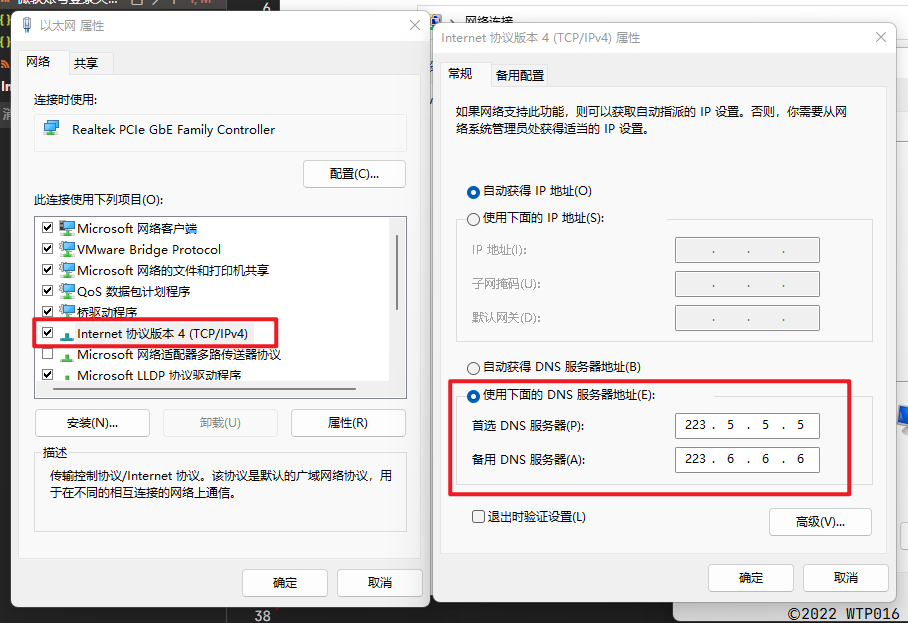 6
以太网 属性
网络
共享
连接时使用:
Realtek PCIe GbE Family Controller
配置(C)...
此连接使用下列项目(O):
Microsoft 网络客户端
VMware Bridge Protocol
Microsoft 网络的文件和打印机共享
QoS 数据包计划程序
桥驱动程序
Internet 协议版本 4 (TCP/IPv4)
Microsoft 网络适配器多路传送器协议
Microsoft LLDP 协议驱动程序
安装(N)...
卸载(U)
属性(R)
描述
传输控制协议/Internet 协议。该协议是默认的广域网络协议，用
于在不同的相互连接的网络上通信。
确定
取消
38
网络连接
Internet 协议版本 4 (TCP/IPv4) 属性
常规
备用配置
如果网络支持此功能，则可以获取自动指派的 IP 设置。否则，你需要从网
络系统管理员处获得适当的 IP 设置。
自动获得 IP 地址(O)
使用下面的 IP 地址(S):
IP 地址(I):
. . .
子网掩码(U):
. . .
默认网关(D):
. . .
自动获得 DNS 服务器地址(B)
使用下面的 DNS 服务器地址(E):
首选 DNS 服务器(P):
223 . 5 . 5 . 5
备用 DNS 服务器(A):
223 . 6 . 6 . 6
退出时验证设置(L)
高级(V)...
确定
取消
©2022 WTP016